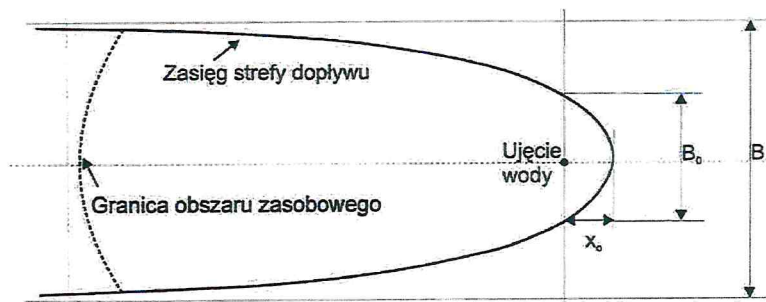 Zasięg strefy dopływu
Ujęcie
wody
Granica obszaru zasobowego
B₀
B
x₀